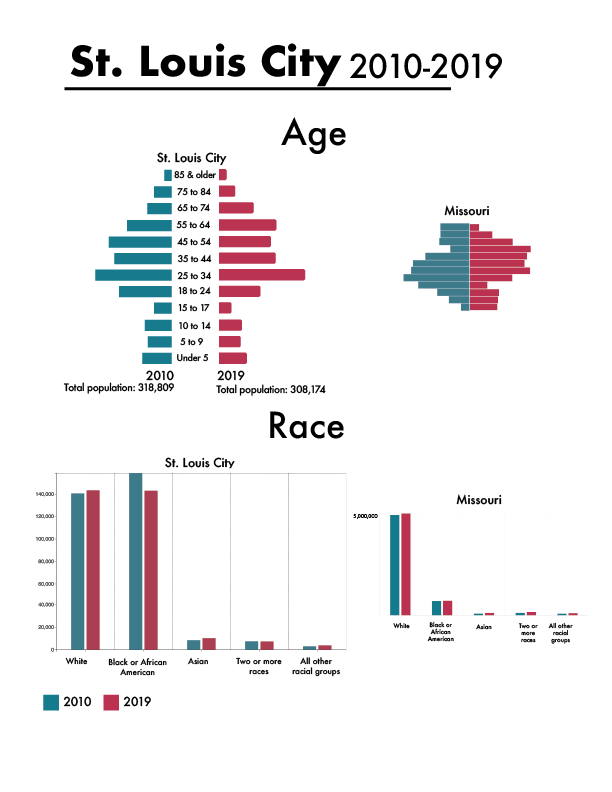 St. Louis City 2010-2019
Age
St. Louis City
85 & older
75 to 84
65 to 74
55 to 64
45 to 54
35 to 44
25 to 34
18 to 24
15 to 17
10 to 14
5 to 9
Under 5
2010
Total population: 318,809
2019
Total population: 308,174
Missouri
Race
St. Louis City
140,000
120,000
100,000
80,000
60,000
40,000
20,000
0
White
Black or African
American
Asian
Two or more
races
All other
racial groups
Missouri
5,000,000
White
Black or
African
American
Asian
Two or
more
races
All other
racial
groups
2010
2019